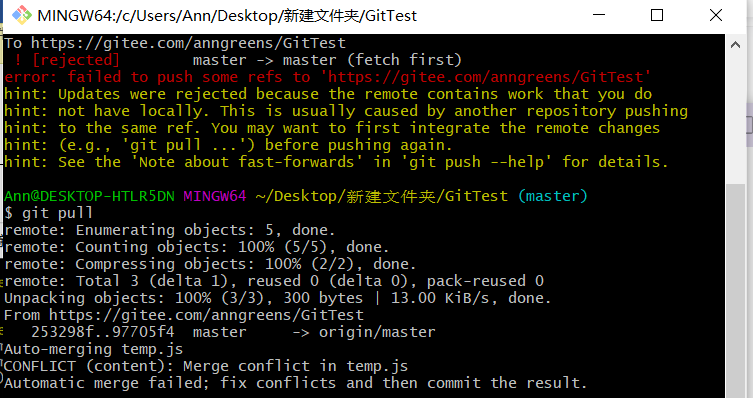 MINGW64:/c/Users/Ann/Desktop/新建文件夹/GitTest
To https://gitee.com/anngreens/GitTest
! [rejected]        master -> master (fetch first)
error: failed to push some refs to 'https://gitee.com/anngreens/GitTest'
hint: Updates were rejected because the remote contains work that you do
hint: not have locally. This is usually caused by another repository pushing
hint: to the same ref. You may want to first integrate the remote changes
hint: (e.g., 'git pull ...') before pushing again.
hint: See the 'Note about fast-forwards' in 'git push --help' for details.
Ann@DESKTOP-HTLR5DN MINGW64 ~/Desktop/新建文件夹/GitTest (master)
$ git pull
remote: Enumerating objects: 5, done.
remote: Counting objects: 100% (5/5), done.
remote: Compressing objects: 100% (2/2), done.
remote: Total 3 (delta 1), reused 0 (delta 0), pack-reused 0
Unpacking objects: 100% (3/3), 300 bytes | 13.00 KiB/s, done.
From https://gitee.com/anngreens/GitTest
   253298f..97705f4  master     -> origin/master
Auto-merging temp.js
CONFLICT (content): Merge conflict in temp.js
Automatic merge failed; fix conflicts and then commit the result.